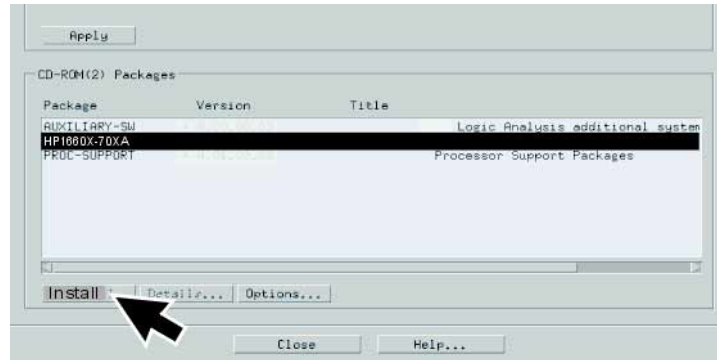 Apply
CD-ROM(2) Packages
Package Version Title
AUXILIARY-SW Logic Analysis additional system
HP1660X-70XA
PROC-SUPPORT Processor Support Packages
Install Details... Options...
Close Help...